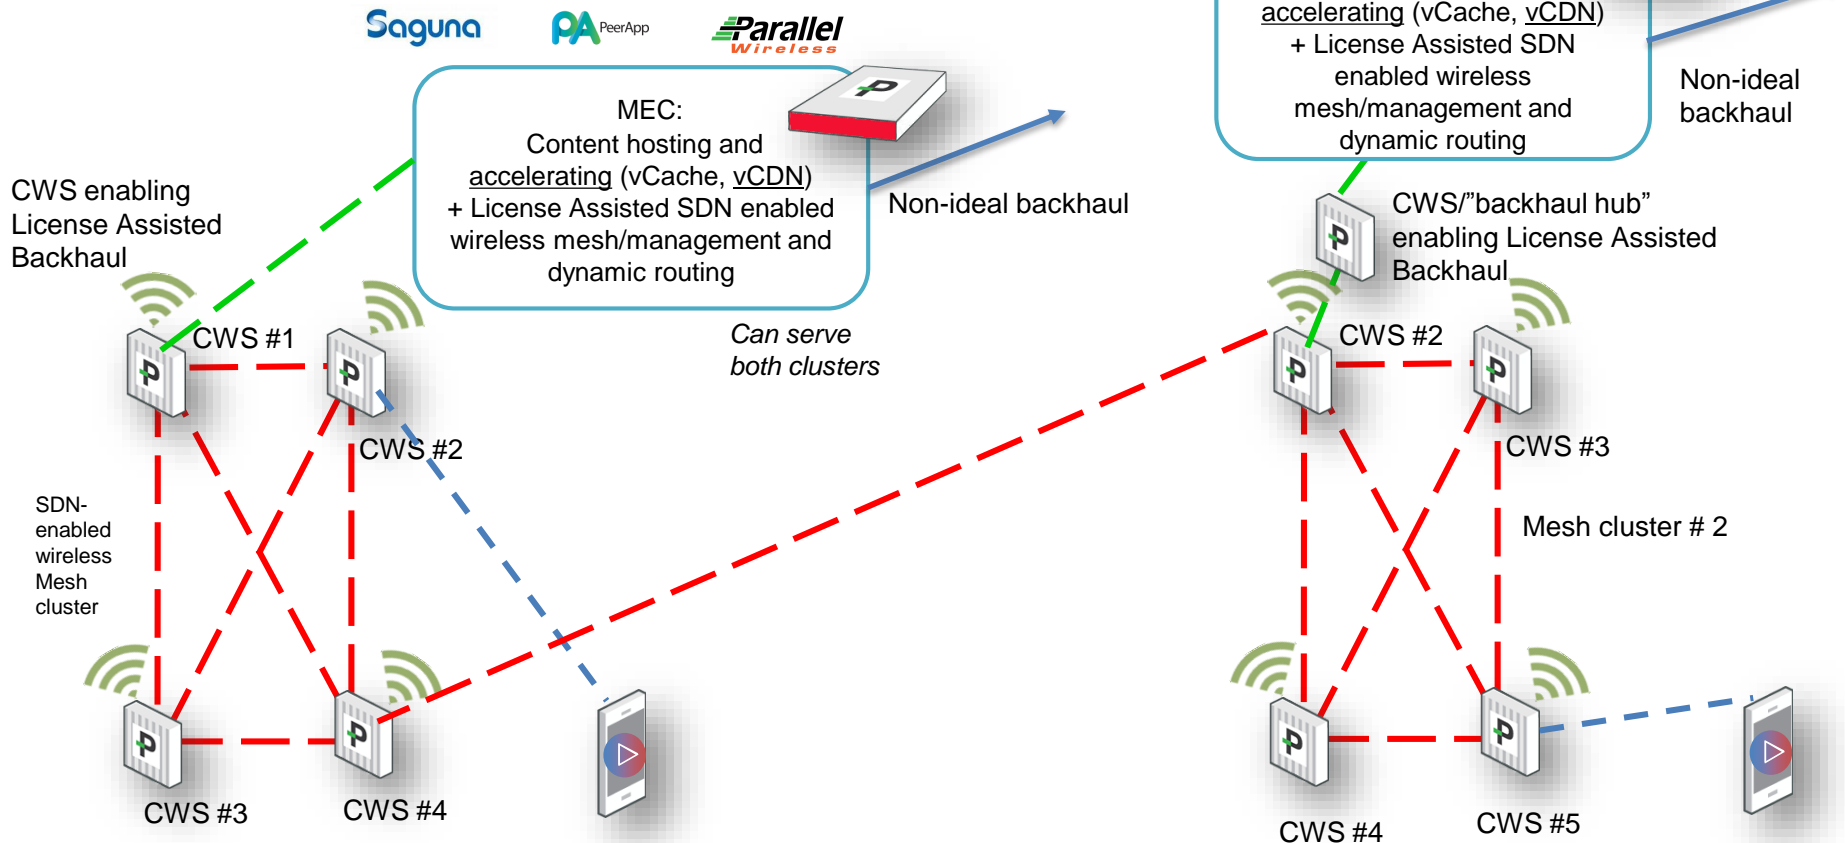 Saguna
PA PeerApp
Parallel
Wireless
MEC:
Content hosting and
accelerating (vCache, vCDN)
+ License Assisted SDN enabled
wireless mesh/management and
dynamic routing
Non-ideal backhaul
Can serve
both clusters
CWS enabling
License Assisted
Backhaul
CWS #1
CWS #2
SDN-
enabled
wireless
Mesh
cluster
CWS #3
CWS #4
accelerating (vCache, vCDN)
+ License Assisted SDN
enabled wireless
mesh/management and
dynamic routing
Non-ideal
backhaul
CWS/”backhaul hub”
enabling License Assisted
Backhaul
CWS #2
CWS #3
Mesh cluster # 2
CWS #4
CWS #5